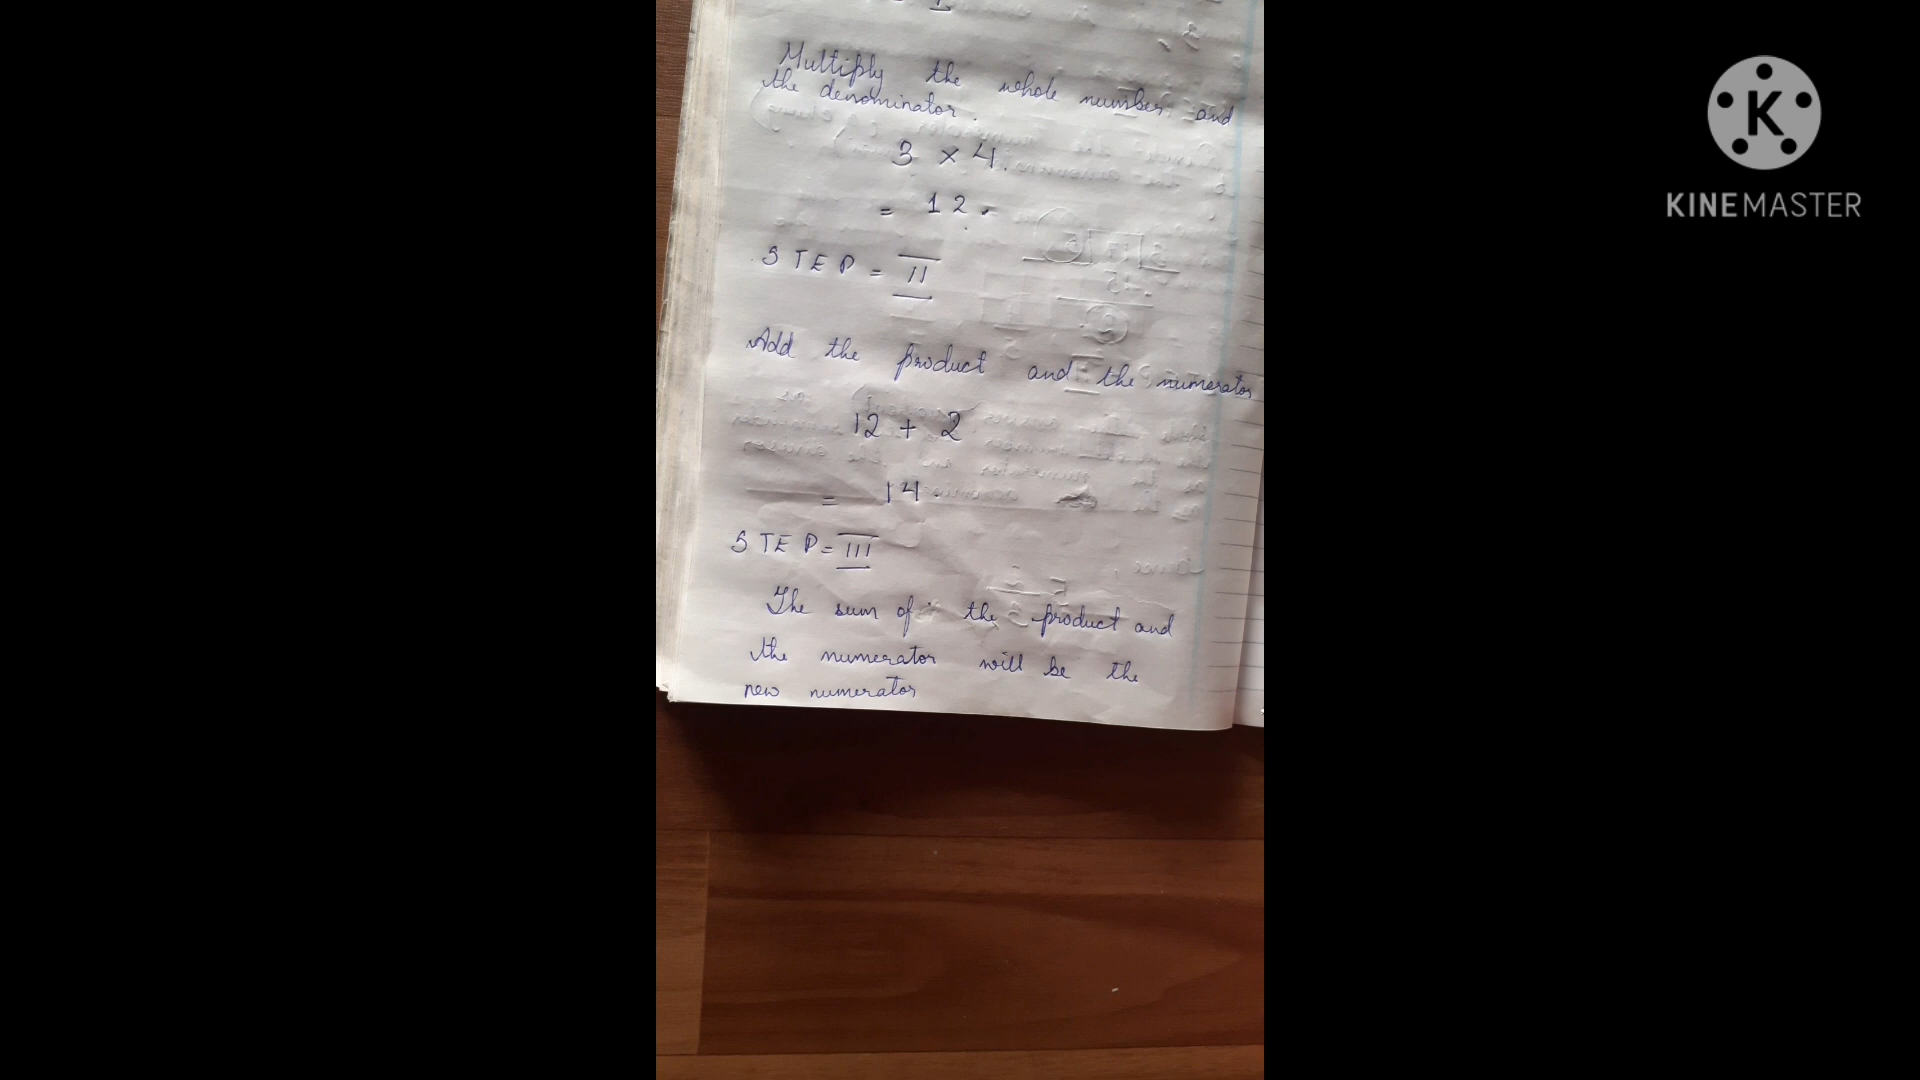 Multiply the whole number and
the denominator.
3 × 4.
= 12.
STEP = II
Add the product and the numerator
12 + 2
= 14.
STEP = III
The sum of the product and
the numerator will be the
new numerator
KINEMASTER